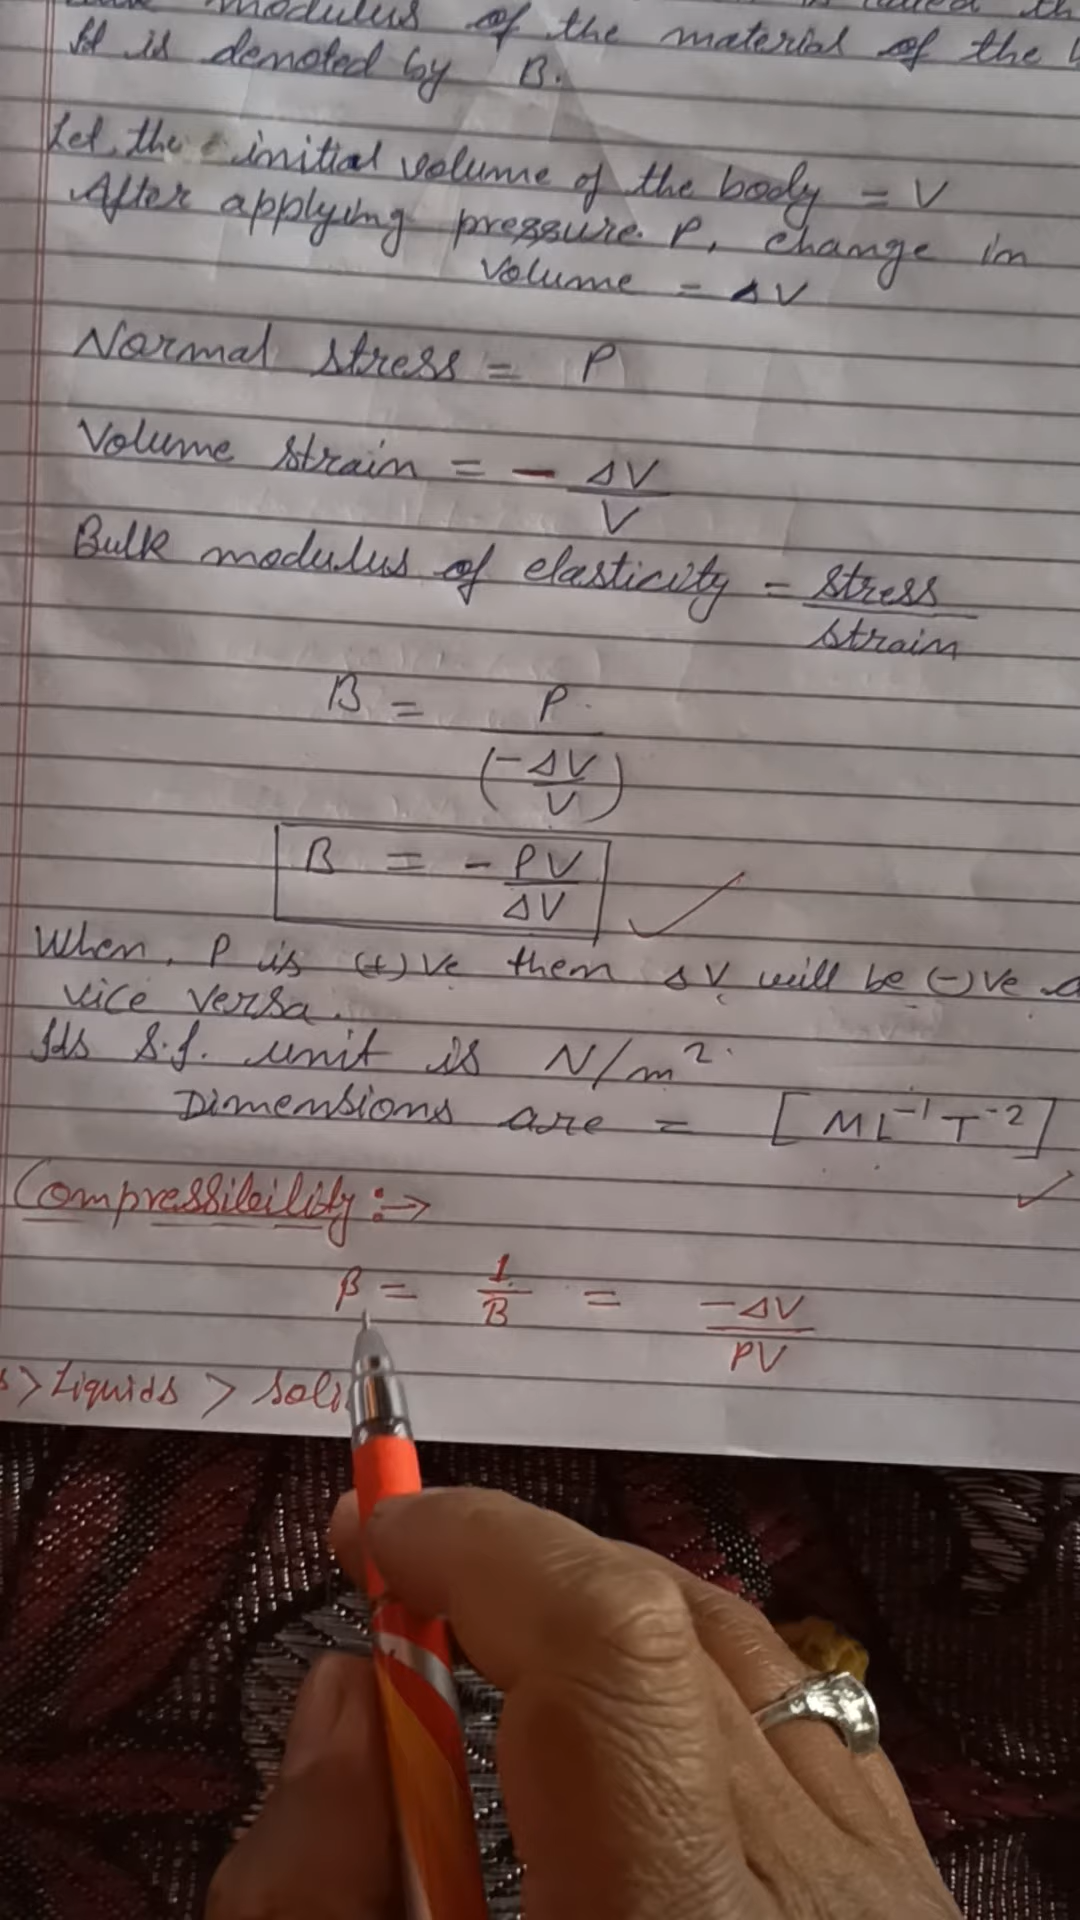 modulus of the material of the
It is denoted by B.
Let the initial volume of the body = V
After applying pressure P, change in
Volume = ΔV
Normal stress = P
Volume strain = - ΔV/V
Bulk modulus of elasticity = stress/strain
B = P/(-ΔV/V)
B = - PV/ΔV
When, P is (+)ve then ΔV will be (-)ve
vice versa.
Its S.I. unit is N/m².
Dimensions are = [ML⁻¹T⁻²]
Compressibility :→
β = 1/B = -ΔV/PV
> Liquids >